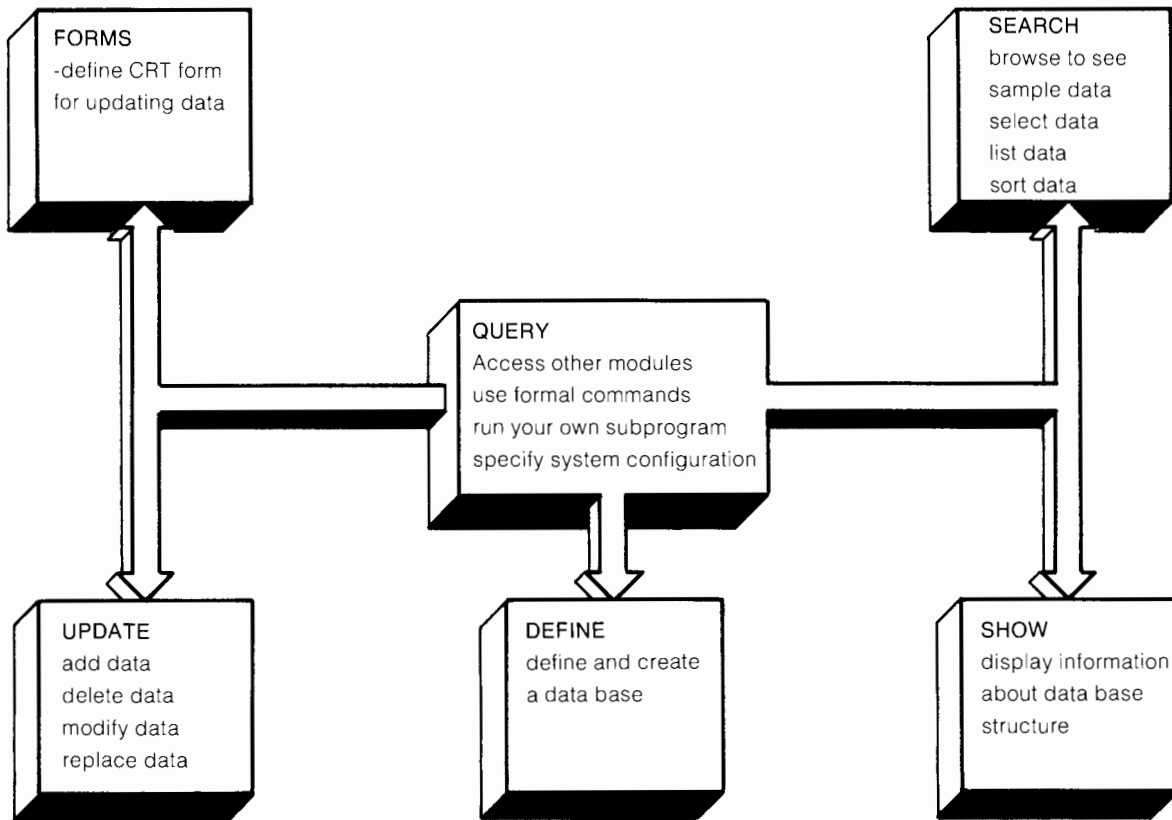 FORMS
-define CRT form
for updating data
SEARCH
browse to see
sample data
select data
list data
sort data
QUERY
Access other modules
use formal commands
run your own subprogram
specify system configuration
UPDATE
add data
delete data
modify data
replace data
DEFINE
define and create
a data base
SHOW
display information
about data base
structure